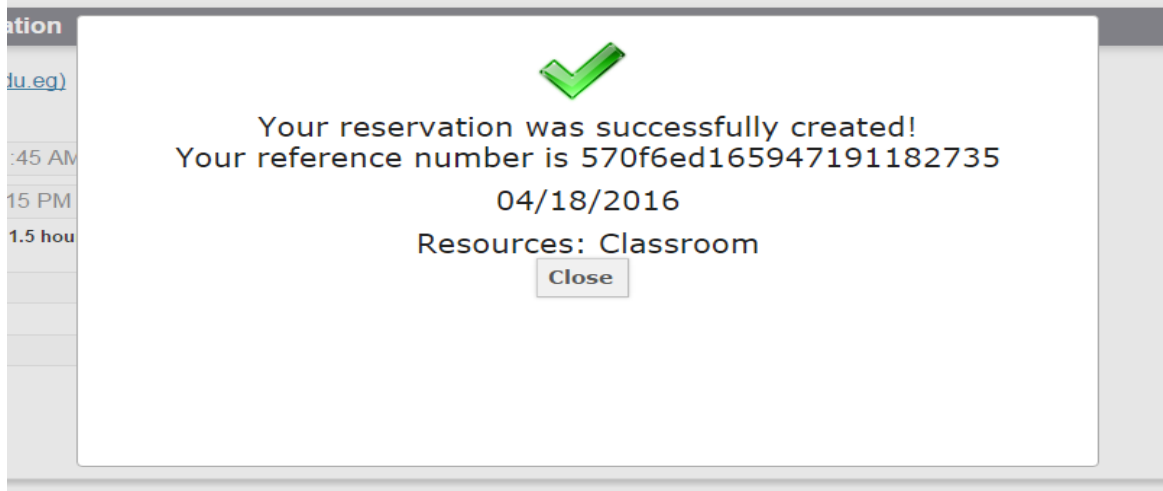 ation
Your reservation was successfully created!
Your reference number is 570f6ed165947191182735
04/18/2016
Resources: Classroom
Close
du.eg)
:45 AM
15 PM
1.5 hou